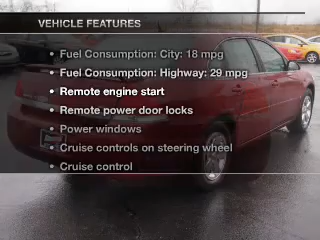 VEHICLE FEATURES
• Fuel Consumption: City: 18 mpg
• Fuel Consumption: Highway: 29 mpg
• Remote engine start
• Remote power door locks
• Power windows
• Cruise controls on steering wheel
• Cruise control